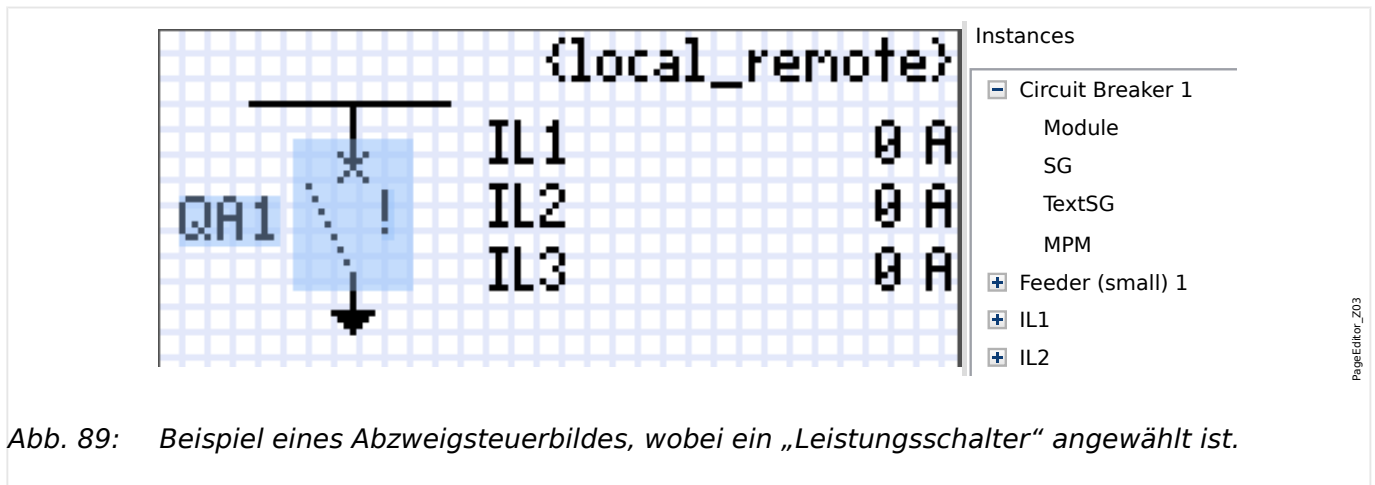 {local_remote}
IL1 0 A
QA1 ! IL2 0 A
IL3 0 A
Instances
Circuit Breaker 1
Module
SG
TextSG
MPM
Feeder (small) 1
IL1
IL2
PageEditor_Z03
Abb. 89: Beispiel eines Abzweigsteuerbildes, wobei ein „Leistungsschalter“ angewählt ist.